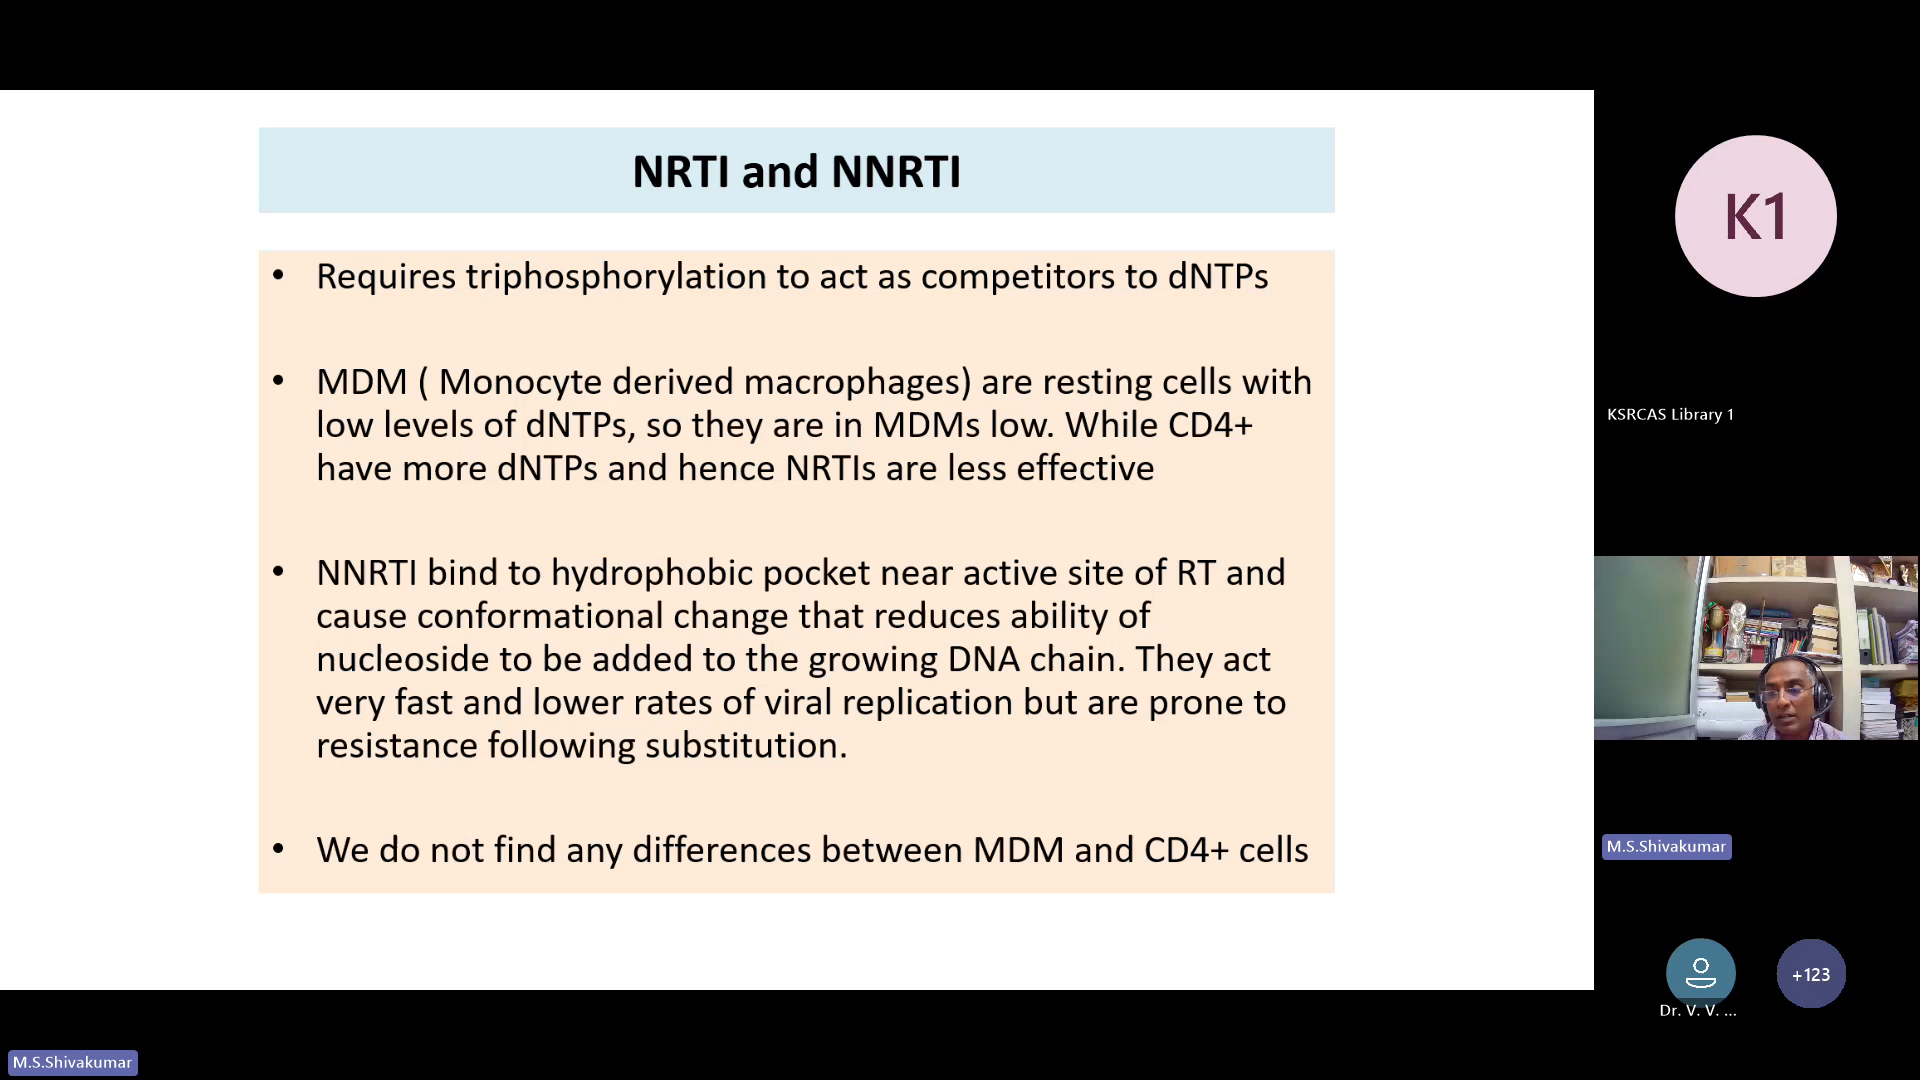 NRTI and NNRTI
• Requires triphosphorylation to act as competitors to dNTPs
• MDM ( Monocyte derived macrophages) are resting cells with
low levels of dNTPs, so they are in MDMs low. While CD4+
have more dNTPs and hence NRTIs are less effective
• NNRTI bind to hydrophobic pocket near active site of RT and
cause conformational change that reduces ability of
nucleoside to be added to the growing DNA chain. They act
very fast and lower rates of viral replication but are prone to
resistance following substitution.
• We do not find any differences between MDM and CD4+ cells
K1
KSRCAS Library 1
M.S.Shivakumar
+123
Dr. V. V. ...
M.S.Shivakumar